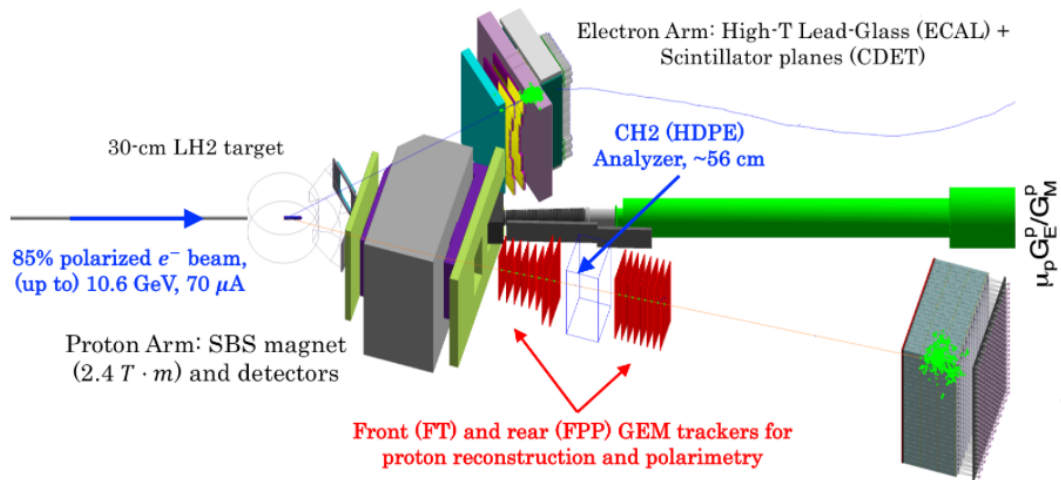 Electron Arm: High-T Lead-Glass (ECAL) +
Scintillator planes (CDET)
30-cm LH2 target
CH2 (HDPE)
Analyzer, ~56 cm
85% polarized e⁻ beam,
(up to) 10.6 GeV, 70 μA
μₚGᴱᵖ/Gᴹᵖ
Proton Arm: SBS magnet
(2.4 T · m) and detectors
Front (FT) and rear (FPP) GEM trackers for
proton reconstruction and polarimetry